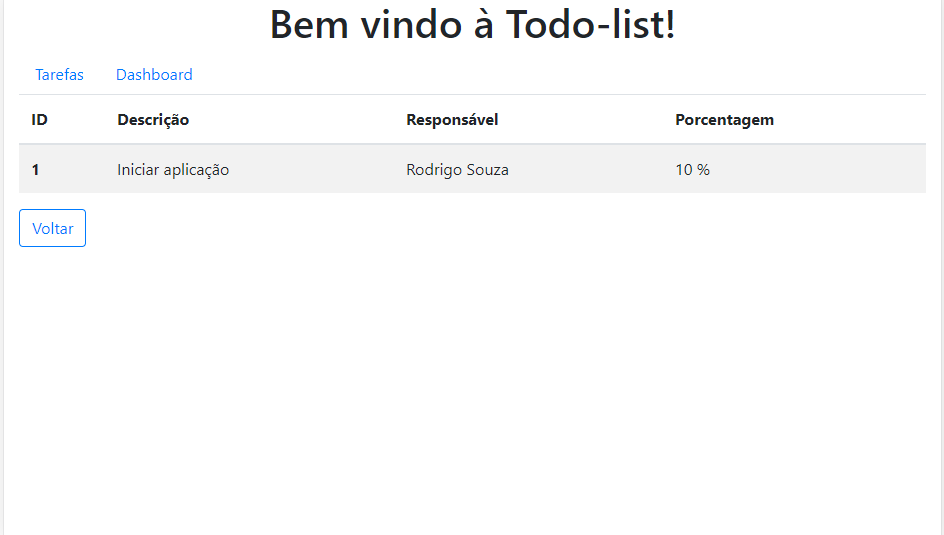 Bem vindo à Todo-list!
Tarefas Dashboard
ID Descrição Responsável Porcentagem
1 Iniciar aplicação Rodrigo Souza 10 %
Voltar